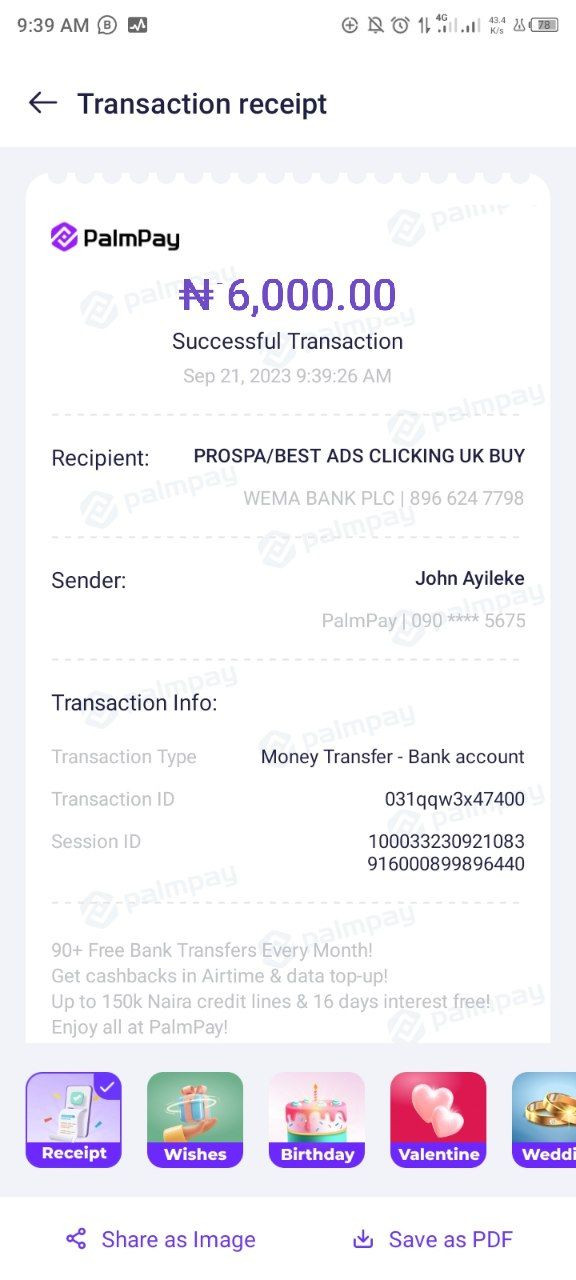 9:39 AM
4G
43.4
K/s
78
Transaction receipt
PalmPay
₦ 6,000.00
Successful Transaction
Sep 21, 2023 9:39:26 AM
Recipient: PROSPA/BEST ADS CLICKING UK BUY
WEMA BANK PLC | 896 624 7798
Sender: John Ayileke
PalmPay | 090 **** 5675
Transaction Info:
Transaction Type Money Transfer - Bank account
Transaction ID 031qqw3x47400
Session ID 100033230921083
916000899896440
90+ Free Bank Transfers Every Month!
Get cashbacks in Airtime & data top-up!
Up to 150k Naira credit lines & 16 days interest free!
Enjoy all at PalmPay!
Receipt Wishes Birthday Valentine Weddi
Share as Image Save as PDF